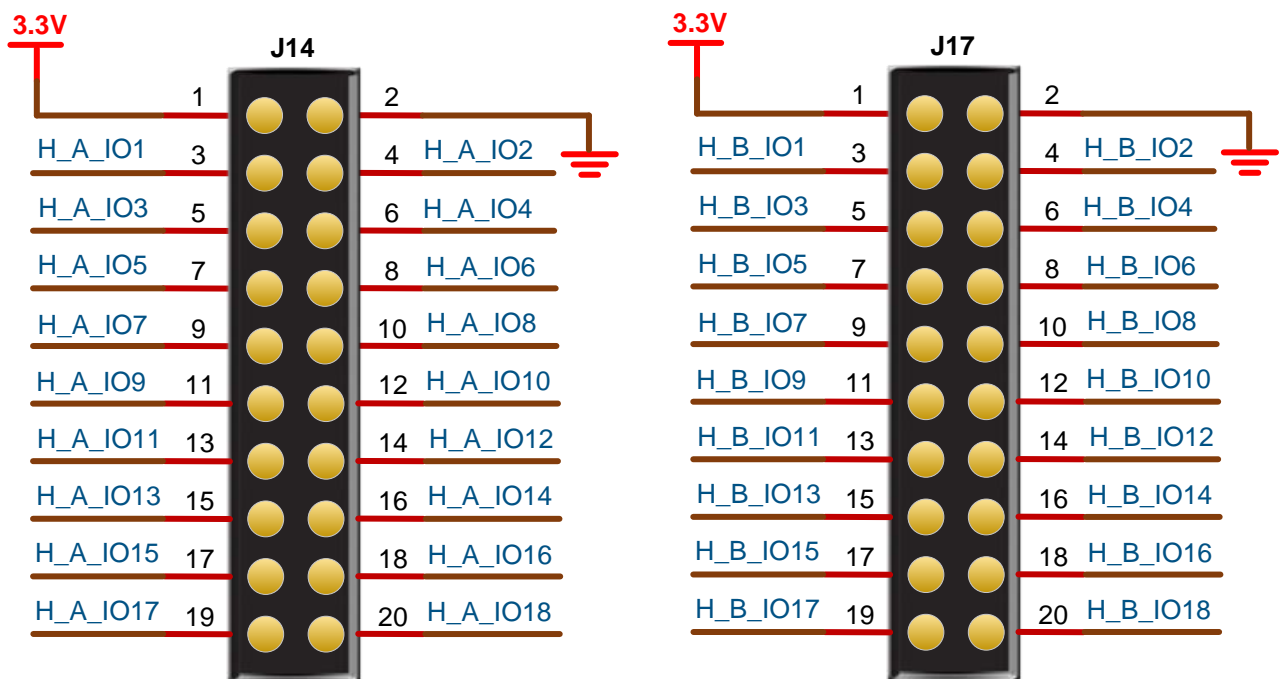 3.3V
J14
1 2
H_A_IO1 3 4 H_A_IO2
H_A_IO3 5 6 H_A_IO4
H_A_IO5 7 8 H_A_IO6
H_A_IO7 9 10 H_A_IO8
H_A_IO9 11 12 H_A_IO10
H_A_IO11 13 14 H_A_IO12
H_A_IO13 15 16 H_A_IO14
H_A_IO15 17 18 H_A_IO16
H_A_IO17 19 20 H_A_IO18
3.3V
J17
1 2
H_B_IO1 3 4 H_B_IO2
H_B_IO3 5 6 H_B_IO4
H_B_IO5 7 8 H_B_IO6
H_B_IO7 9 10 H_B_IO8
H_B_IO9 11 12 H_B_IO10
H_B_IO11 13 14 H_B_IO12
H_B_IO13 15 16 H_B_IO14
H_B_IO15 17 18 H_B_IO16
H_B_IO17 19 20 H_B_IO18